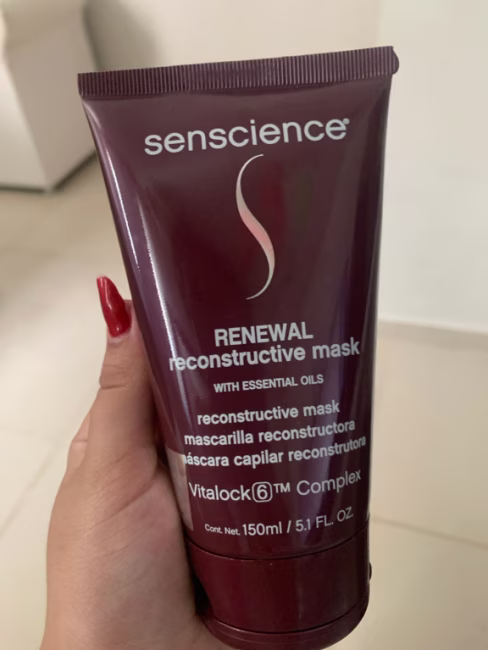 senscience®
RENEWAL
reconstructive mask
WITH ESSENTIAL OILS
reconstructive mask
mascarilla reconstructora
máscara capilar reconstrutora
Vitalock6™ Complex
Cont. Net. 150ml / 5.1 FL. OZ.